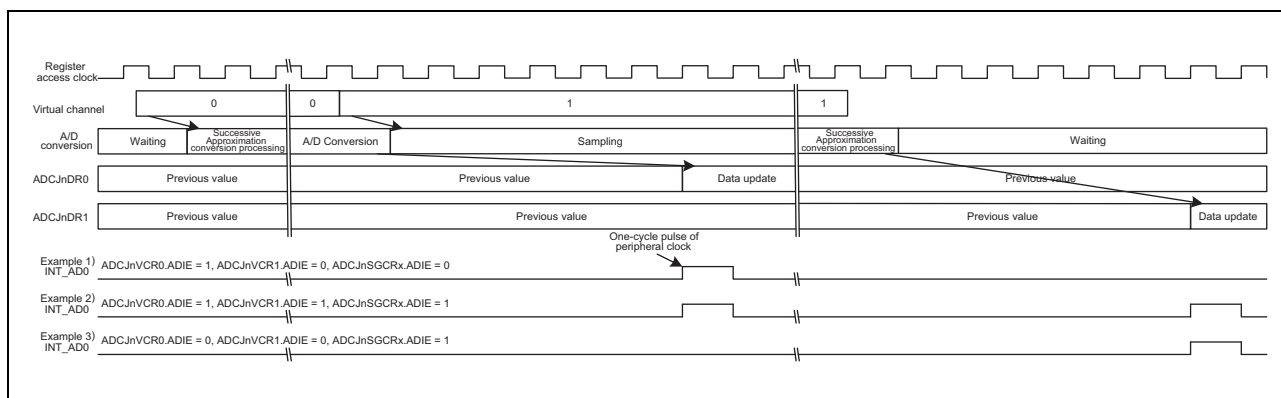 Register
access clock
Virtual channel
0
0
1
1
A/D
conversion
Waiting
Successive
Approximation
conversion processing
A/D Conversion
Sampling
Successive
Approximation
conversion processing
Waiting
ADCJnDR0
Previous value
Previous value
Data update
Previous value
ADCJnDR1
Previous value
Previous value
Previous value
Data update
One-cycle pulse of
peripheral clock
Example 1)
INT_AD0
ADCJnVCR0.ADIE = 1, ADCJnVCR1.ADIE = 0, ADCJnSGCRx.ADIE = 0
Example 2)
INT_AD0
ADCJnVCR0.ADIE = 1, ADCJnVCR1.ADIE = 1, ADCJnSGCRx.ADIE = 1
Example 3)
INT_AD0
ADCJnVCR0.ADIE = 0, ADCJnVCR1.ADIE = 0, ADCJnSGCRx.ADIE = 1